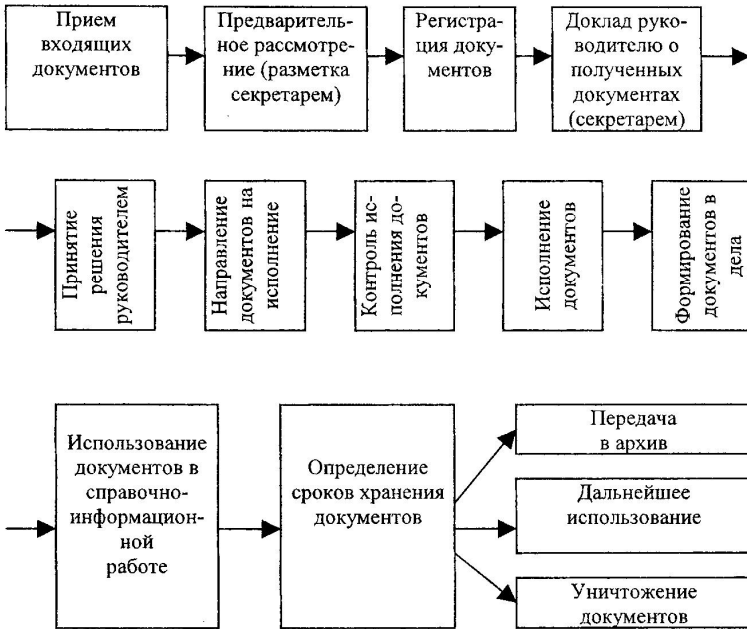 Прием
входящих
документов
Предваритель-
ное рассмотре-
ние (разметка
секретарем)
Регистра-
ция доку-
ментов
Доклад руко-
водителю о
полученных
документах
(секретарем)
Принятие
решения
руководителем
Направление
документов на
исполнение
Контроль ис-
полнения до-
кументов
Исполнение
документов
Формирование
документов в
дела
Использование
документов в
справочно-
информацион-
ной
работе
Определение
сроков хранения
документов
Передача
в архив
Дальнейшее
использование
Уничтожение
документов